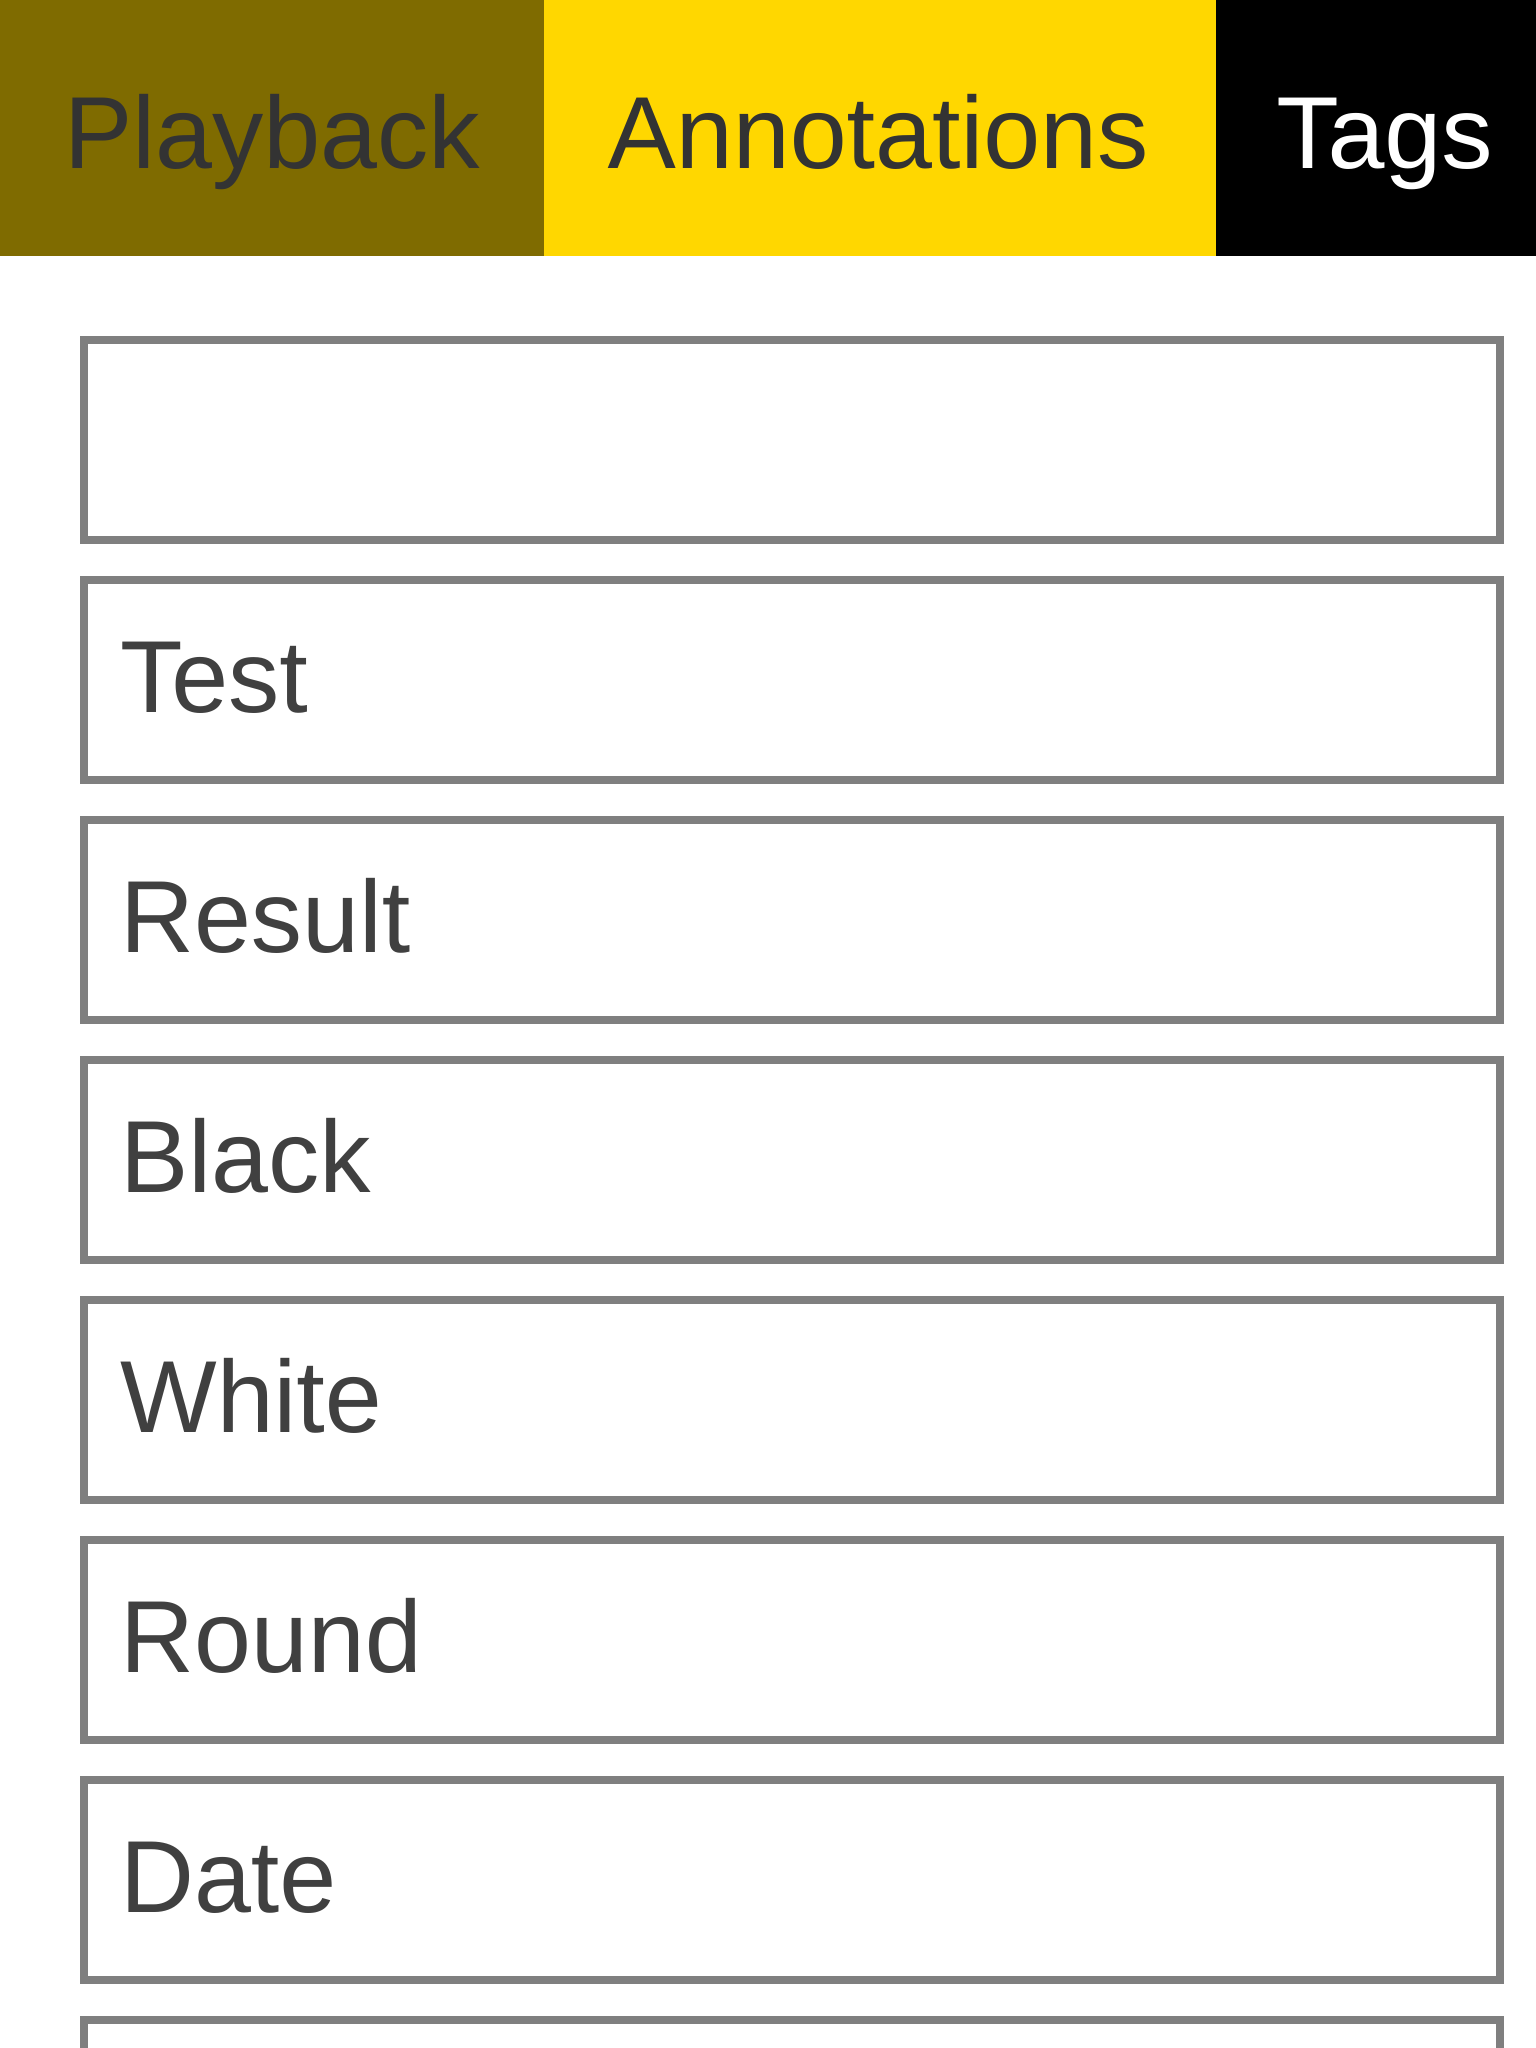 Playback Annotations Tags
Test
Result
Black
White
Round
Date